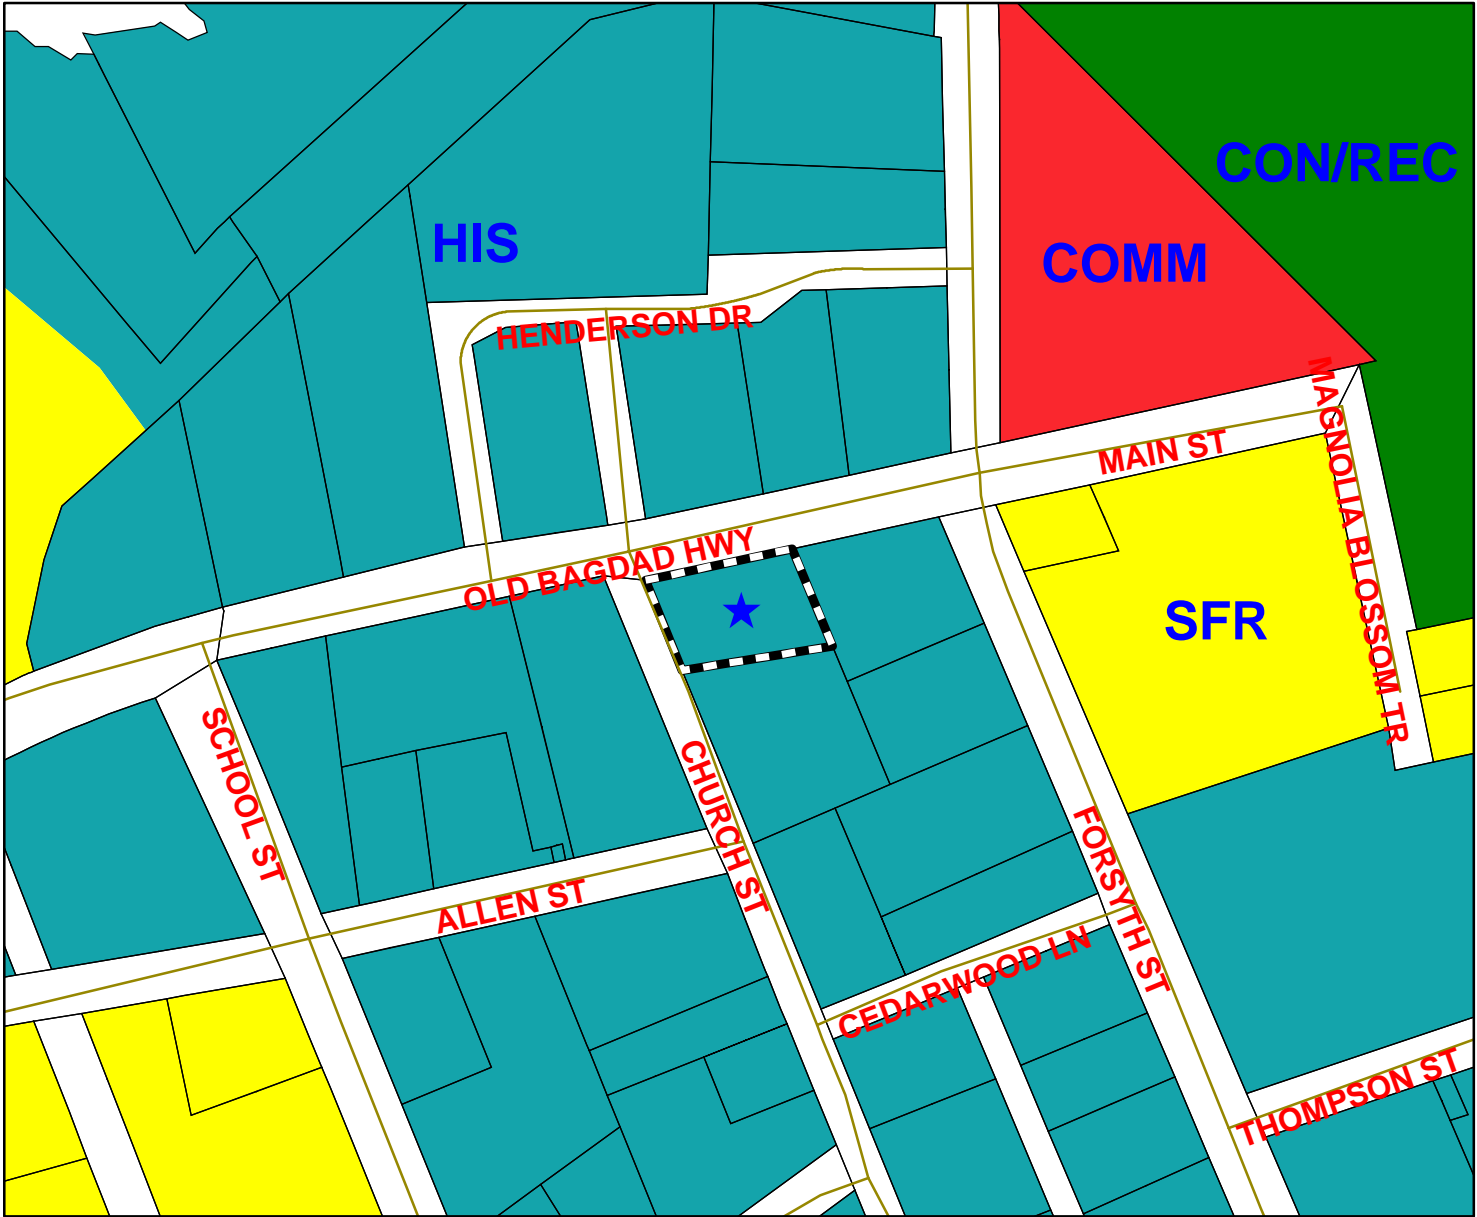 CON/REC
HIS
COMM
HENDERSON DR
MAGNOLIA BLOSSOM TR
MAIN ST
OLD BAGDAD HWY
SFR
SCHOOL ST
CHURCH ST
FORSYTH ST
ALLEN ST
CEDARWOOD LN
THOMPSON ST